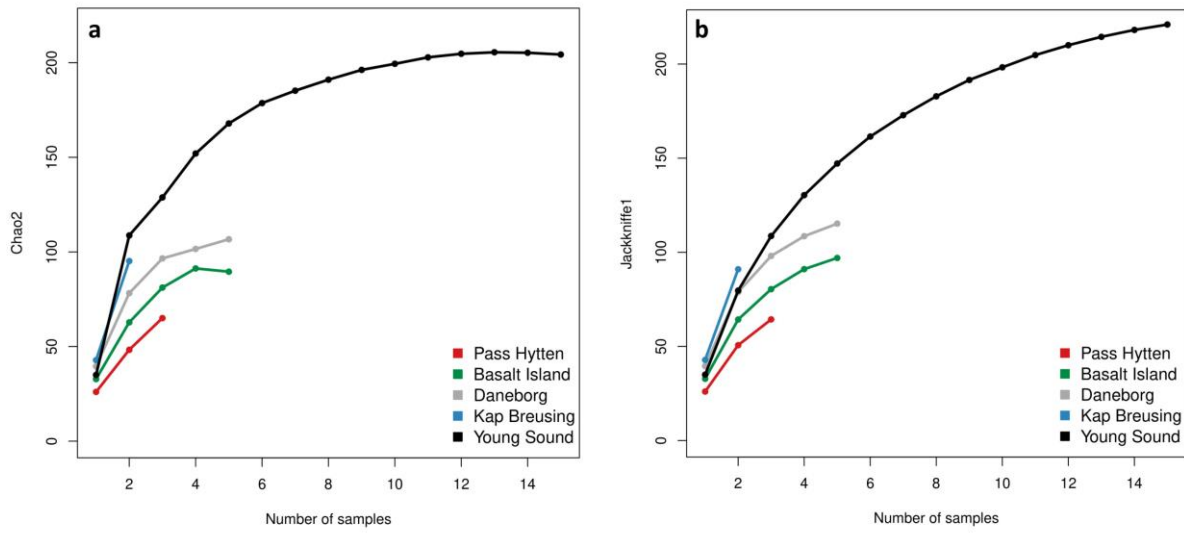 a
Chao2
200
150
100
50
0
2 4 6 8 10 12 14
Number of samples
Pass Hytten
Basalt Island
Daneborg
Kap Breusing
Young Sound
b
Jackkniffe1
200
150
100
50
0
2 4 6 8 10 12 14
Number of samples
Pass Hytten
Basalt Island
Daneborg
Kap Breusing
Young Sound